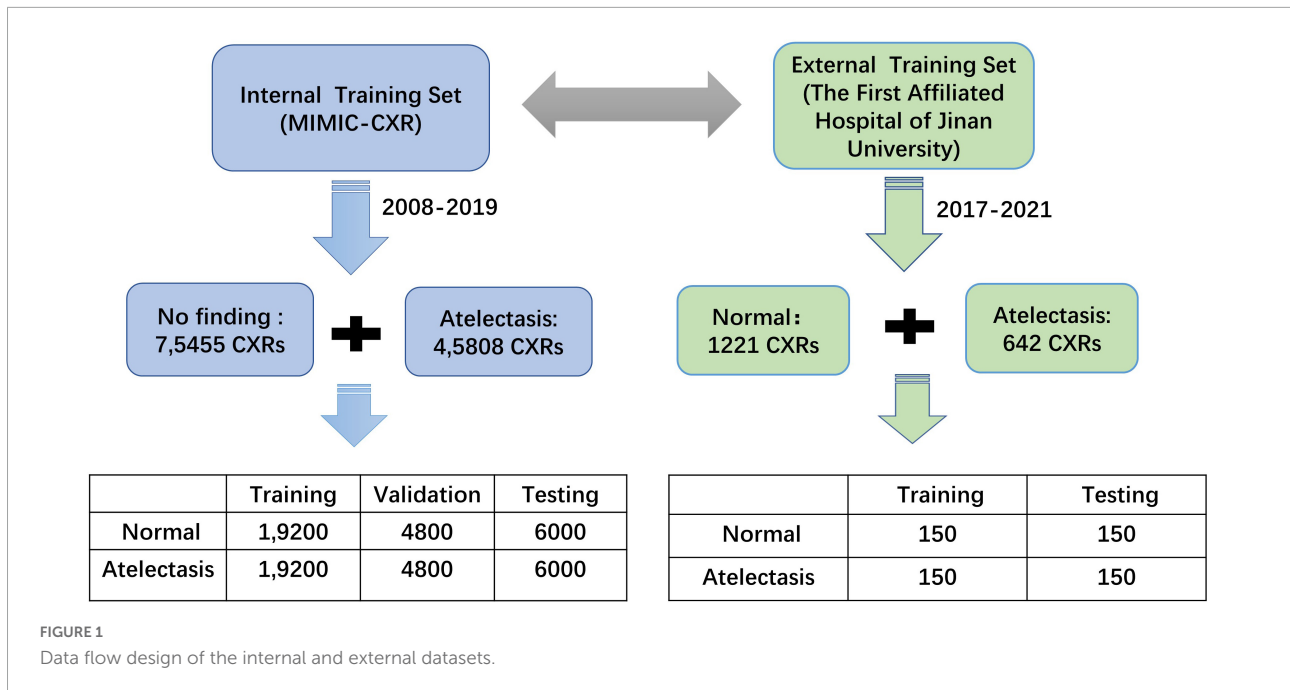 Internal Training Set
(MIMIC-CXR)
External Training Set
(The First Affiliated
Hospital of Jinan
University)
2008-2019
2017-2021
No finding :
7,5455 CXRs
Atelectasis:
4,5808 CXRs
Normal：
1221 CXRs
Atelectasis:
642 CXRs
Training Validation Testing
Normal 1,9200 4800 6000
Atelectasis 1,9200 4800 6000
Training Testing
Normal 150 150
Atelectasis 150 150
FIGURE 1
Data flow design of the internal and external datasets.